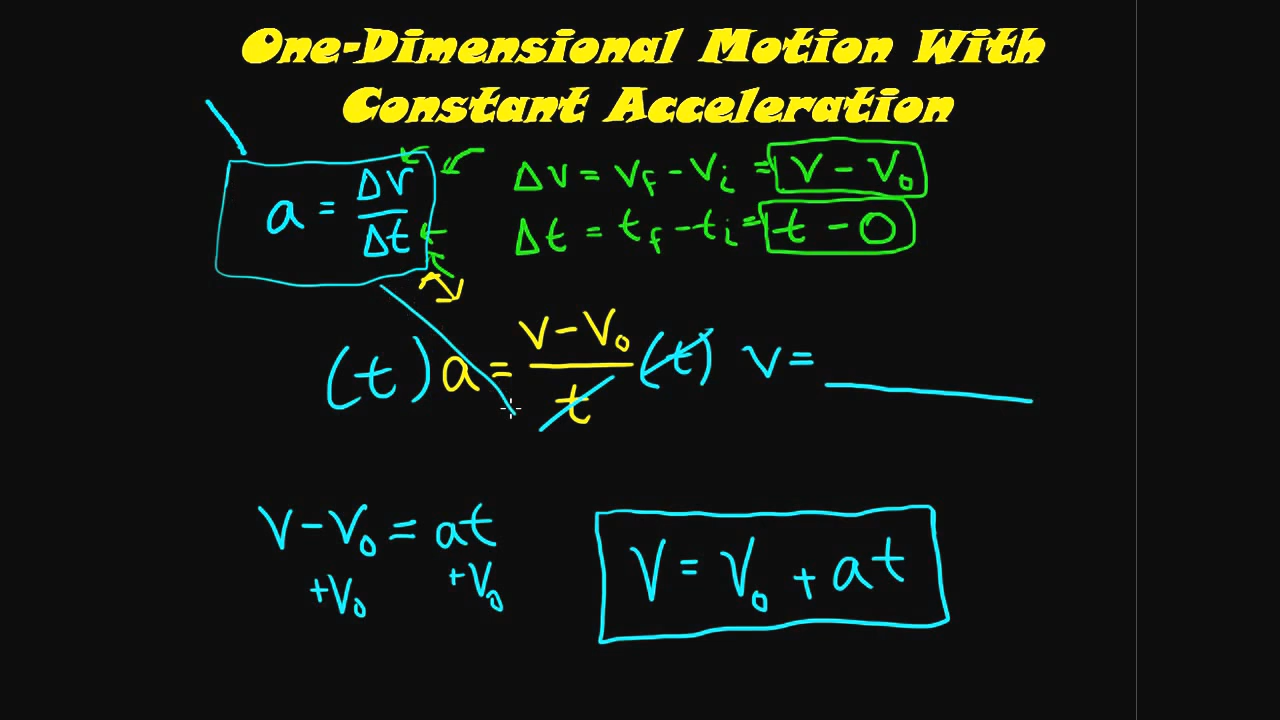 One-Dimensional Motion With
Constant Acceleration
a = Δv/Δt
Δv = vf - vi = v - v₀
Δt = tf - ti = t - 0
(t) a = v - v₀/t (t) v = ____
v - v₀ = at
+v₀ +v₀
v = v₀ + at